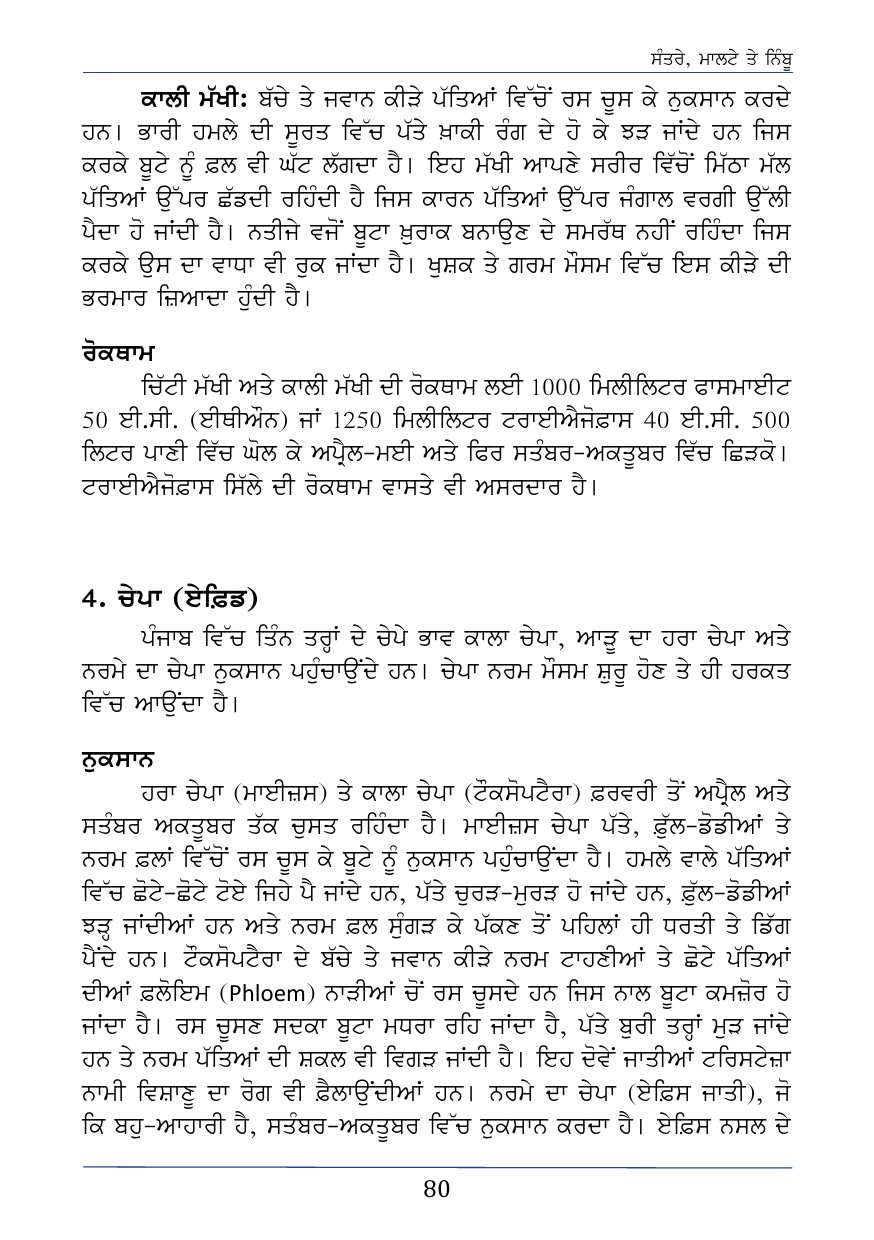 ਸੰਤਰੇ, ਮਾਲਟੇ ਤੇ ਨਿੰਬੂ
ਕਾਲੀ ਮੱਖੀ: ਬੱਚੇ ਤੇ ਜਵਾਨ ਕੀੜੇ ਪੱਤਿਆਂ ਵਿੱਚੋਂ ਰਸ ਚੂਸ ਕੇ ਨੁਕਸਾਨ ਕਰਦੇ
ਹਨ। ਭਾਰੀ ਹਮਲੇ ਦੀ ਸੂਰਤ ਵਿੱਚ ਪੱਤੇ ਖ਼ਾਕੀ ਰੰਗ ਦੇ ਹੋ ਕੇ ਝੜ ਜਾਂਦੇ ਹਨ ਜਿਸ
ਕਰਕੇ ਬੂਟੇ ਨੂੰ ਫ਼ਲ ਵੀ ਘੱਟ ਲੱਗਦਾ ਹੈ। ਇਹ ਮੱਖੀ ਆਪਣੇ ਸਰੀਰ ਵਿੱਚੋਂ ਮਿੱਠਾ ਮੱਲ
ਪੱਤਿਆਂ ਉੱਪਰ ਛੱਡਦੀ ਰਹਿੰਦੀ ਹੈ ਜਿਸ ਕਾਰਨ ਪੱਤਿਆਂ ਉੱਪਰ ਜੰਗਾਲ ਵਰਗੀ ਉੱਲੀ
ਪੈਦਾ ਹੋ ਜਾਂਦੀ ਹੈ। ਨਤੀਜੇ ਵਜੋਂ ਬੂਟਾ ਖ਼ੁਰਾਕ ਬਨਾਉਣ ਦੇ ਸਮਰੱਥ ਨਹੀਂ ਰਹਿੰਦਾ ਜਿਸ
ਕਰਕੇ ਉਸ ਦਾ ਵਾਧਾ ਵੀ ਰੁਕ ਜਾਂਦਾ ਹੈ। ਖੁਸ਼ਕ ਤੇ ਗਰਮ ਮੌਸਮ ਵਿੱਚ ਇਸ ਕੀੜੇ ਦੀ
ਭਰਮਾਰ ਜ਼ਿਆਦਾ ਹੁੰਦੀ ਹੈ।
ਰੋਕਥਾਮ
ਚਿੱਟੀ ਮੱਖੀ ਅਤੇ ਕਾਲੀ ਮੱਖੀ ਦੀ ਰੋਕਥਾਮ ਲਈ 1000 ਮਿਲੀਲਿਟਰ ਫਾਸਮਾਈਟ
50 ਈ.ਸੀ. (ਈਥੀਔਨ) ਜਾਂ 1250 ਮਿਲੀਲਿਟਰ ਟਰਾਈਐਜੋਫ਼ਾਸ 40 ਈ.ਸੀ. 500
ਲਿਟਰ ਪਾਣੀ ਵਿੱਚ ਘੋਲ ਕੇ ਅਪ੍ਰੈਲ-ਮਈ ਅਤੇ ਫਿਰ ਸਤੰਬਰ-ਅਕਤੂਬਰ ਵਿੱਚ ਛਿੜਕੋ।
ਟਰਾਈਐਜੋਫ਼ਾਸ ਸਿੱਲੇ ਦੀ ਰੋਕਥਾਮ ਵਾਸਤੇ ਵੀ ਅਸਰਦਾਰ ਹੈ।
4. ਚੇਪਾ (ਏਫ਼ਿਡ)
ਪੰਜਾਬ ਵਿੱਚ ਤਿੰਨ ਤਰ੍ਹਾਂ ਦੇ ਚੇਪੇ ਭਾਵ ਕਾਲਾ ਚੇਪਾ, ਆੜੂ ਦਾ ਹਰਾ ਚੇਪਾ ਅਤੇ
ਨਰਮੇ ਦਾ ਚੇਪਾ ਨੁਕਸਾਨ ਪਹੁੰਚਾਉਂਦੇ ਹਨ। ਚੇਪਾ ਨਰਮ ਮੌਸਮ ਸ਼ੁਰੂ ਹੋਣ ਤੇ ਹੀ ਹਰਕਤ
ਵਿੱਚ ਆਉਂਦਾ ਹੈ।
ਨੁਕਸਾਨ
ਹਰਾ ਚੇਪਾ (ਮਾਈਜ਼ਸ) ਤੇ ਕਾਲਾ ਚੇਪਾ (ਟੌਕਸੋਪਟੈਰਾ) ਫ਼ਰਵਰੀ ਤੋਂ ਅਪ੍ਰੈਲ ਅਤੇ
ਸਤੰਬਰ ਅਕਤੂਬਰ ਤੱਕ ਚੁਸਤ ਰਹਿੰਦਾ ਹੈ। ਮਾਈਜ਼ਸ ਚੇਪਾ ਪੱਤੇ, ਫ਼ੁੱਲ-ਡੋਡੀਆਂ ਤੇ
ਨਰਮ ਫ਼ਲਾਂ ਵਿੱਚੋਂ ਰਸ ਚੂਸ ਕੇ ਬੂਟੇ ਨੂੰ ਨੁਕਸਾਨ ਪਹੁੰਚਾਉਂਦਾ ਹੈ। ਹਮਲੇ ਵਾਲੇ ਪੱਤਿਆਂ
ਵਿੱਚ ਛੋਟੇ-ਛੋਟੇ ਟੋਏ ਜਿਹੇ ਪੈ ਜਾਂਦੇ ਹਨ, ਪੱਤੇ ਚੁਰੜ-ਮੁਰੜ ਹੋ ਜਾਂਦੇ ਹਨ, ਫ਼ੁੱਲ-ਡੋਡੀਆਂ
ਝੜ੍ਹ ਜਾਂਦੀਆਂ ਹਨ ਅਤੇ ਨਰਮ ਫ਼ਲ ਸੁੰਗੜ ਕੇ ਪੱਕਣ ਤੋਂ ਪਹਿਲਾਂ ਹੀ ਧਰਤੀ ਤੇ ਡਿੱਗ
ਪੈਂਦੇ ਹਨ। ਟੌਕਸੋਪਟੈਰਾ ਦੇ ਬੱਚੇ ਤੇ ਜਵਾਨ ਕੀੜੇ ਨਰਮ ਟਾਹਣੀਆਂ ਤੇ ਛੋਟੇ ਪੱਤਿਆਂ
ਦੀਆਂ ਫ਼ਲੋਇਮ (Phloem) ਨਾੜੀਆਂ ਚੋਂ ਰਸ ਚੂਸਦੇ ਹਨ ਜਿਸ ਨਾਲ ਬੂਟਾ ਕਮਜ਼ੋਰ ਹੋ
ਜਾਂਦਾ ਹੈ। ਰਸ ਚੂਸਣ ਸਦਕਾ ਬੂਟਾ ਮਧਰਾ ਰਹਿ ਜਾਂਦਾ ਹੈ, ਪੱਤੇ ਬੁਰੀ ਤਰ੍ਹਾਂ ਮੁੜ ਜਾਂਦੇ
ਹਨ ਤੇ ਨਰਮ ਪੱਤਿਆਂ ਦੀ ਸ਼ਕਲ ਵੀ ਵਿਗੜ ਜਾਂਦੀ ਹੈ। ਇਹ ਦੋਵੇਂ ਜਾਤੀਆਂ ਟਰਿਸਟੇਜ਼ਾ
ਨਾਮੀ ਵਿਸ਼ਾਣੂ ਦਾ ਰੋਗ ਵੀ ਫ਼ੈਲਾਉਂਦੀਆਂ ਹਨ। ਨਰਮੇ ਦਾ ਚੇਪਾ (ਏਫ਼ਿਸ ਜਾਤੀ), ਜੋ
ਕਿ ਬਹੁ-ਆਹਾਰੀ ਹੈ, ਸਤੰਬਰ-ਅਕਤੂਬਰ ਵਿੱਚ ਨੁਕਸਾਨ ਕਰਦਾ ਹੈ। ਏਫ਼ਿਸ ਨਸਲ ਦੇ
80